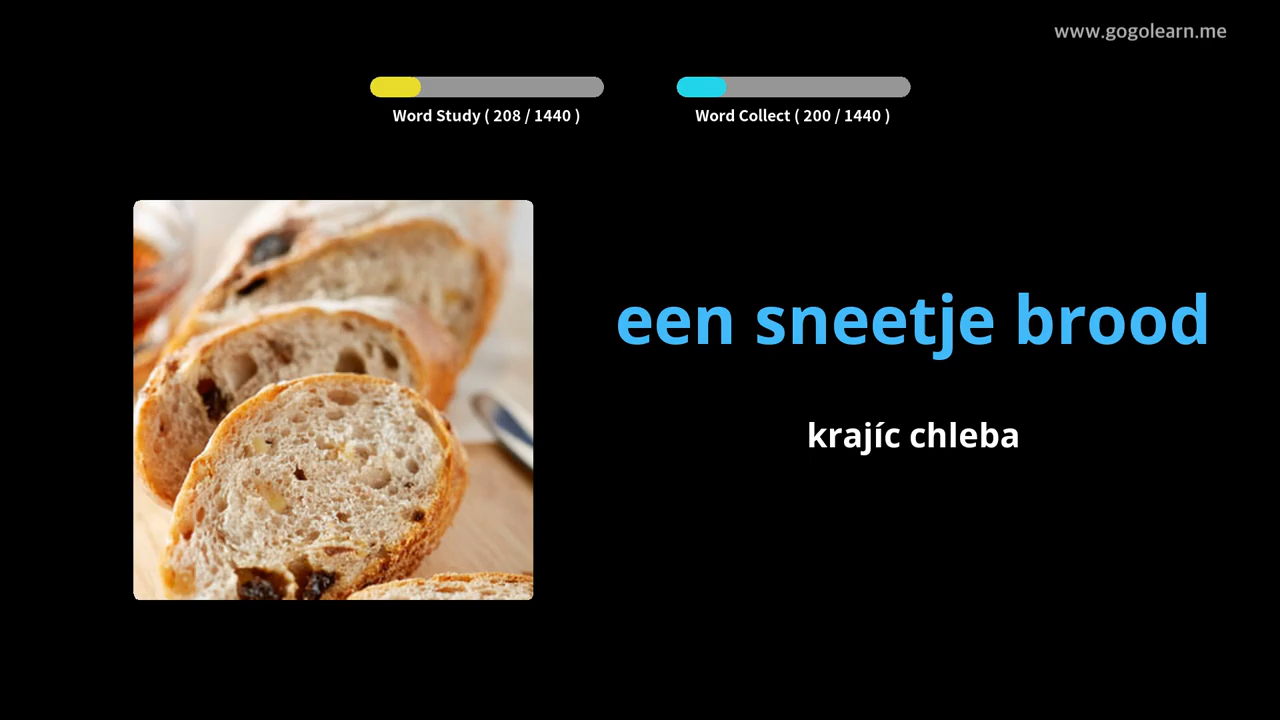 www.gogolearn.me
Word Study ( 208 / 1440 )
Word Collect ( 200 / 1440 )
een sneetje brood
krajíc chleba